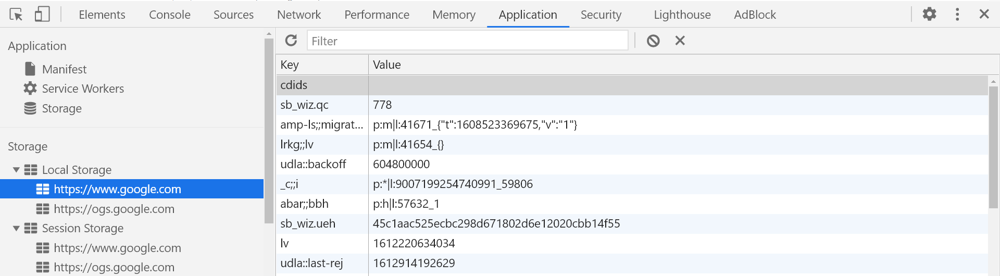 Elements Console Sources Network Performance Memory Application Security Lighthouse AdBlock
Application
Manifest
Service Workers
Storage
Storage
Local Storage
https://www.google.com
https://ogs.google.com
Session Storage
https://www.google.com
https://ogs.google.com
Filter
Key Value
cdids
sb_wiz.qc 778
amp-ls;;migrat... p:m|l:41671_{"t":1608523369675,"v":"1"}
lrkg;;lv p:m|l:41654_{}
udla::backoff 604800000
_c;;i p:*|l:9007199254740991_59806
abar;;bbh p:h|l:57632_1
sb_wiz.ueh 45c1aac525ecbc298d671802d6e12020cbb14f55
lv 1612220634034
udla::last-rej 1612914192629